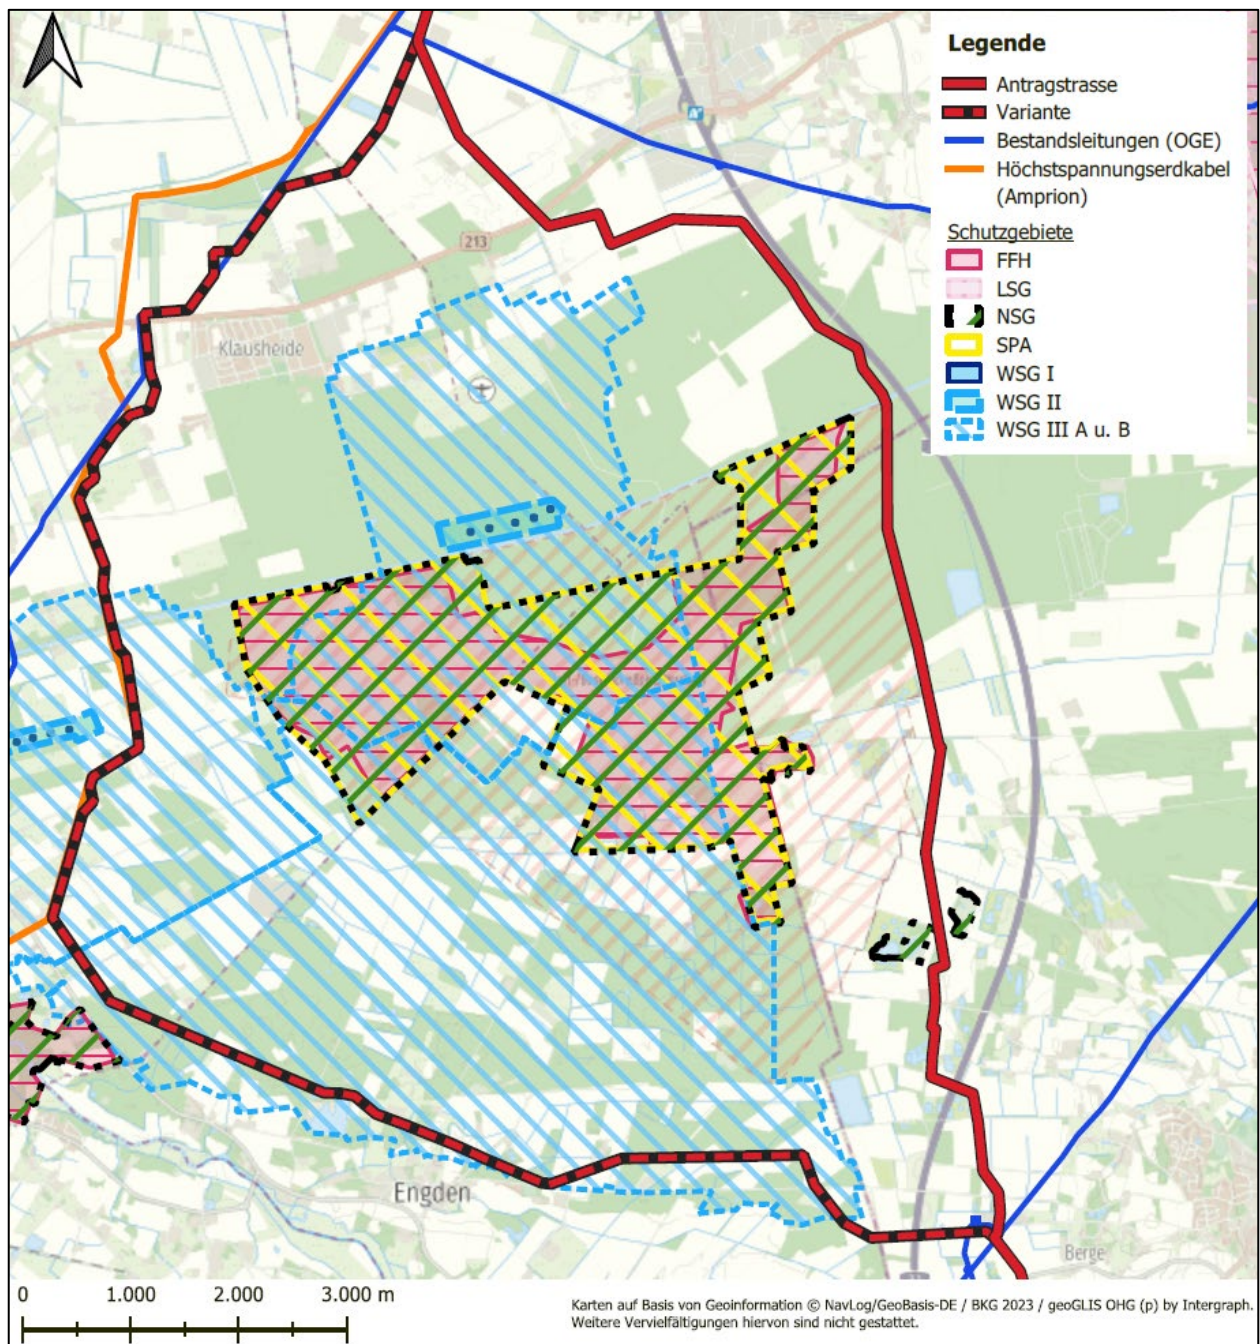 Legende
Antragstrasse
Variante
Bestandsleitungen (OGE)
Höchstspannungserdkabel
(Amprion)
Schutzgebiete
FFH
LSG
NSG
SPA
WSG I
WSG II
WSG III A u. B
213
Klausheide
Engden
Berge
0 1.000 2.000 3.000 m
Karten auf Basis von Geoinformation © NavLog/GeoBasis-DE / BKG 2023 / geoGLIS OHG (p) by Intergraph.
Weitere Vervielfältigungen hiervon sind nicht gestattet.